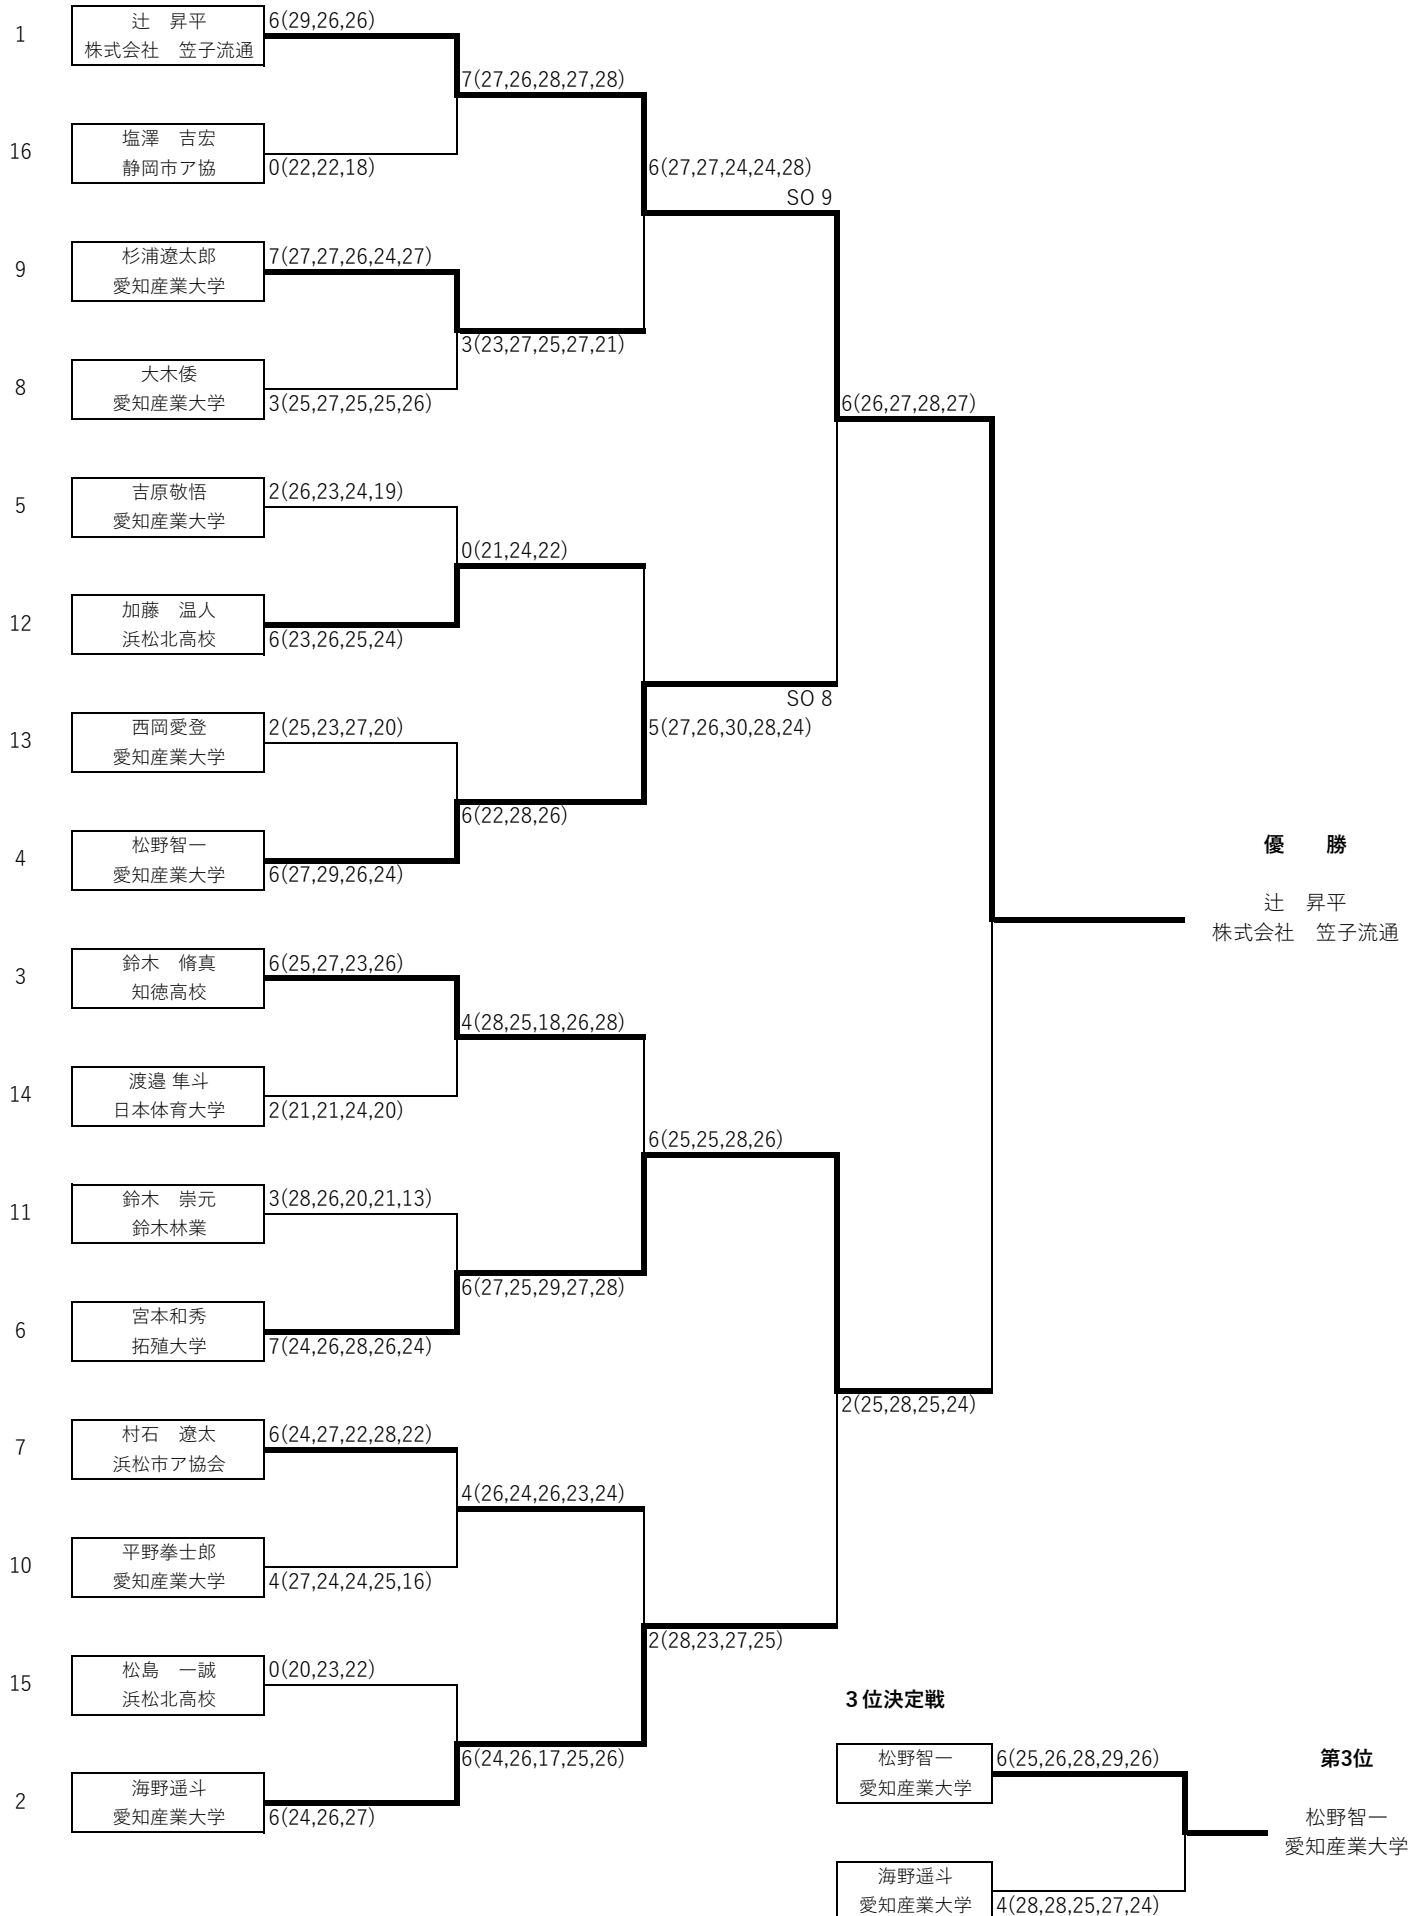 1
辻　昇平
株式会社　笠子流通
6(29,26,26)
7(27,26,28,27,28)
16
塩澤　吉宏
静岡市ア協
0(22,22,18)
6(27,27,24,24,28)
SO 9
9
杉浦遼太郎
愛知産業大学
7(27,27,26,24,27)
3(23,27,25,27,21)
8
大木倭
愛知産業大学
3(25,27,25,25,26)
6(26,27,28,27)
5
吉原敬悟
愛知産業大学
2(26,23,24,19)
0(21,24,22)
12
加藤　温人
浜松北高校
6(23,26,25,24)
SO 8
5(27,26,30,28,24)
13
西岡愛登
愛知産業大学
2(25,23,27,20)
6(22,28,26)
4
松野智一
愛知産業大学
6(27,29,26,24)
優　　勝
辻　昇平
株式会社　笠子流通
3
鈴木　脩真
知徳高校
6(25,27,23,26)
4(28,25,18,26,28)
14
渡邉 隼斗
日本体育大学
2(21,21,24,20)
6(25,25,28,26)
11
鈴木　崇元
鈴木林業
3(28,26,20,21,13)
6(27,25,29,27,28)
6
宮本和秀
拓殖大学
7(24,26,28,26,24)
2(25,28,25,24)
7
村石　遼太
浜松市ア協会
6(24,27,22,28,22)
4(26,24,26,23,24)
10
平野拳士郎
愛知産業大学
4(27,24,24,25,16)
2(28,23,27,25)
15
松島　一誠
浜松北高校
0(20,23,22)
6(24,26,17,25,26)
2
海野遥斗
愛知産業大学
6(24,26,27)
３位決定戦
松野智一
愛知産業大学
6(25,26,28,29,26)
第3位
松野智一
愛知産業大学
海野遥斗
愛知産業大学
4(28,28,25,27,24)